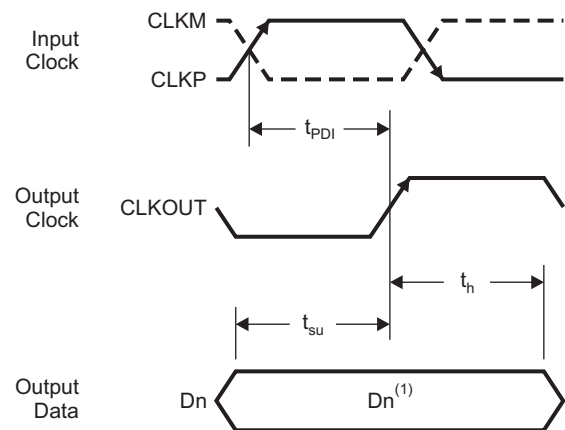 Input
Clock
CLKM
CLKP
t_PDI
Output
Clock
CLKOUT
t_h
t_su
Output
Data
Dn
Dn^(1)